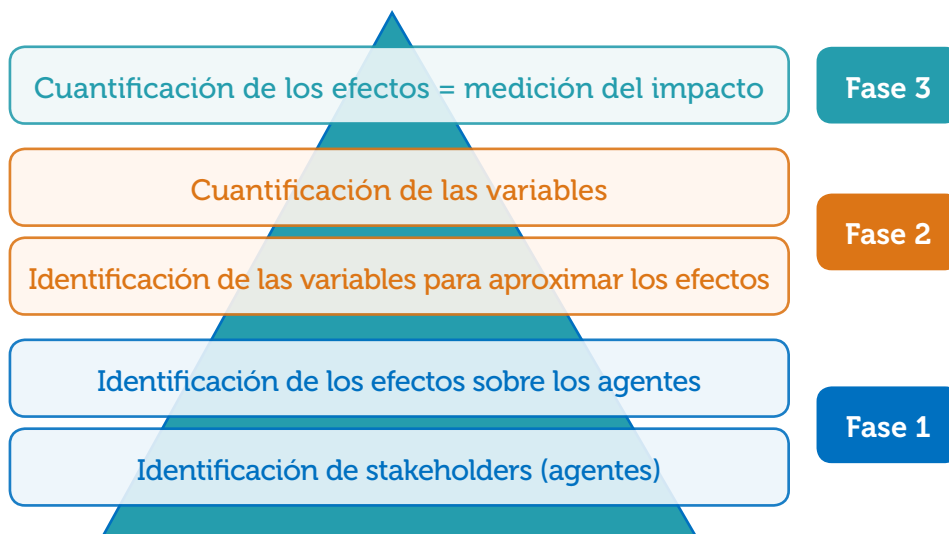 Cuantificación de los efectos = medición del impacto
Fase 3
Cuantificación de las variables
Fase 2
Identificación de las variables para aproximar los efectos
Identificación de los efectos sobre los agentes
Fase 1
Identificación de stakeholders (agentes)